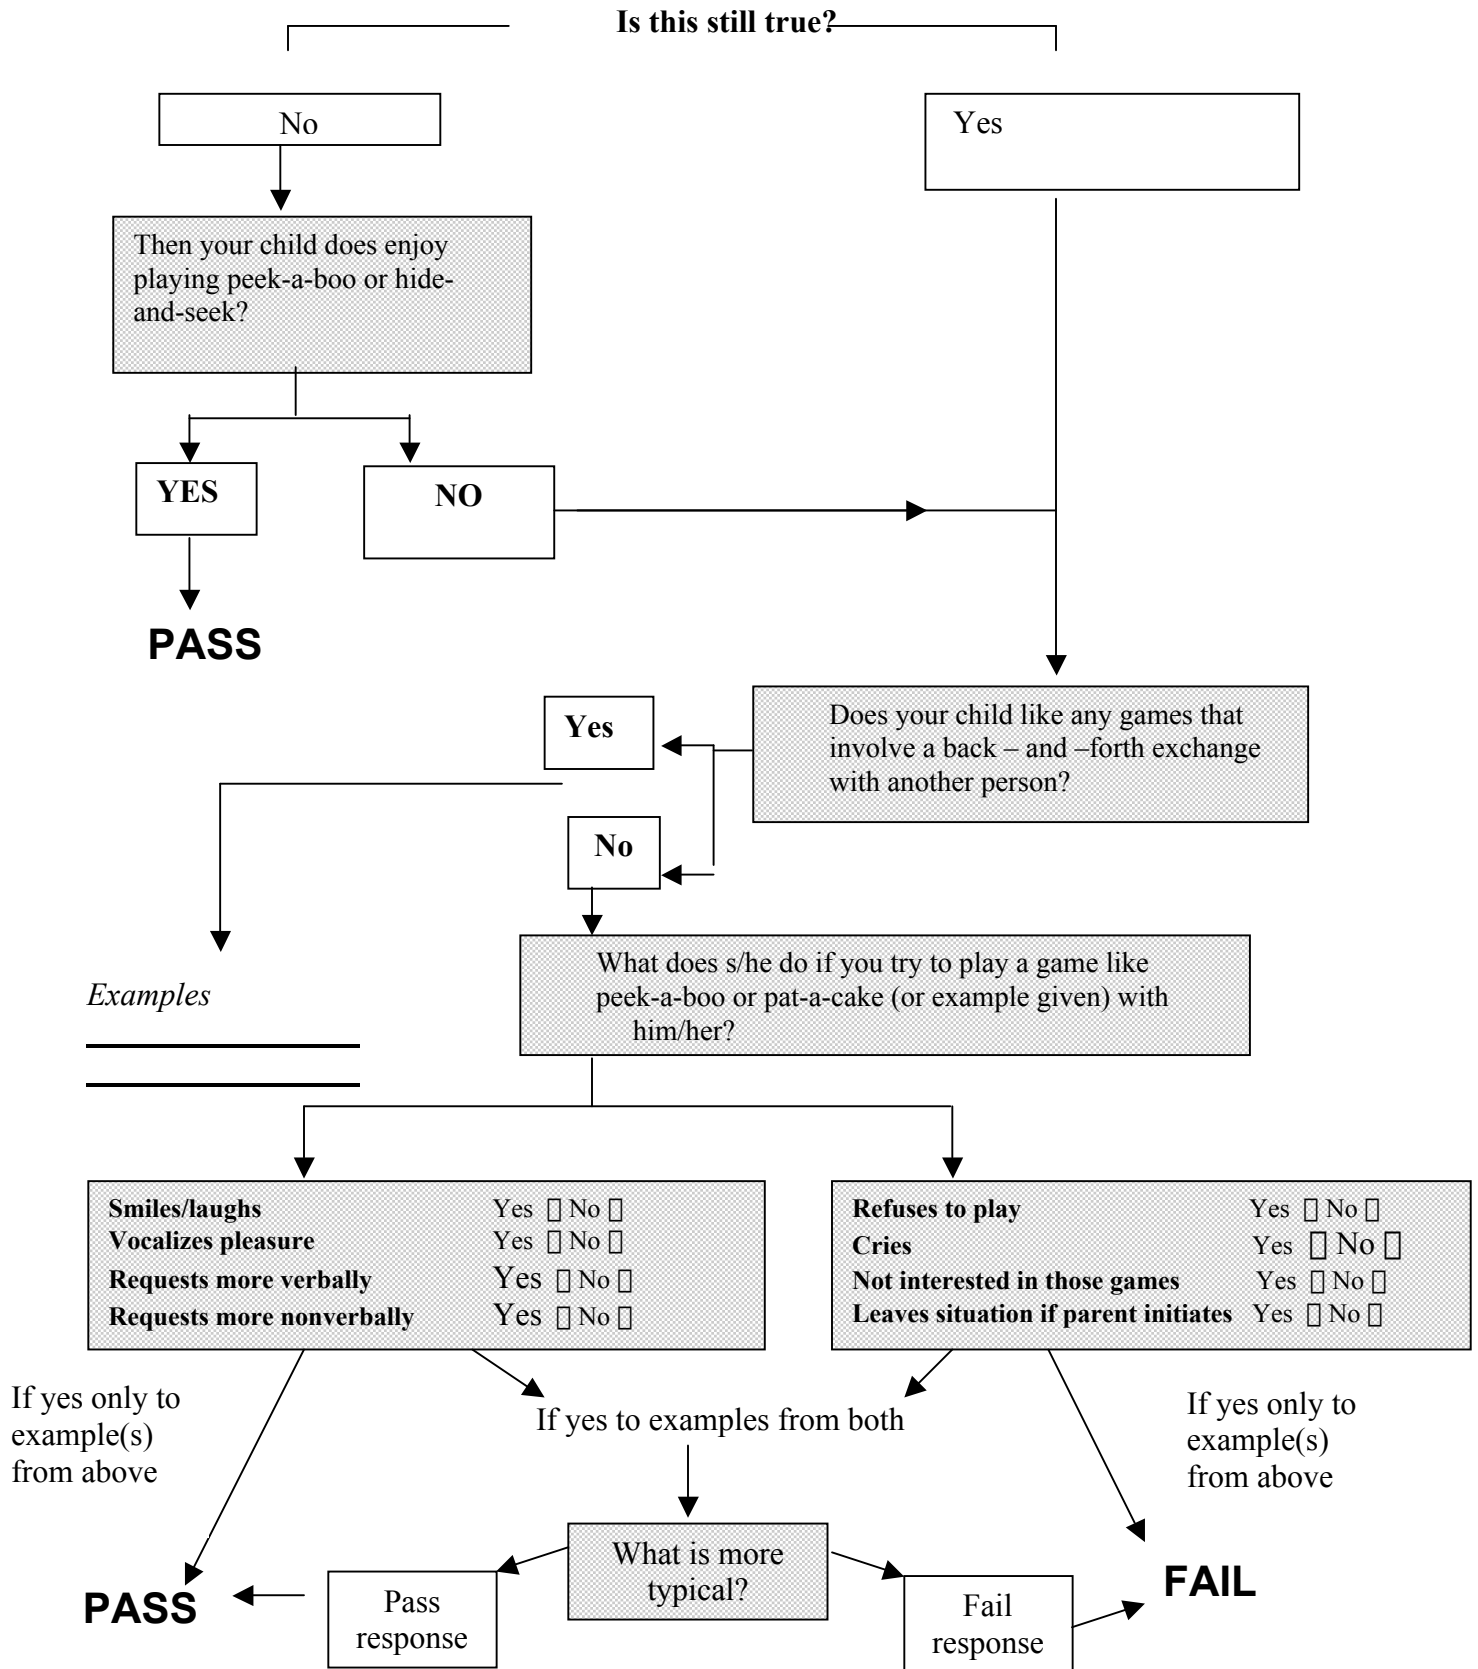 Is this still true?
No
Yes
Then your child does enjoy
playing peek-a-boo or hide-
and-seek?
YES
NO
PASS
Yes
Does your child like any games that
involve a back – and –forth exchange
with another person?
No
Examples
What does s/he do if you try to play a game like
peek-a-boo or pat-a-cake (or example given) with
him/her?
Smiles/laughs Yes ▯ No ▯
Vocalizes pleasure Yes ▯ No ▯
Requests more verbally Yes ▯ No ▯
Requests more nonverbally Yes ▯ No ▯
Refuses to play Yes ▯ No ▯
Cries Yes ▯ No ▯
Not interested in those games Yes ▯ No ▯
Leaves situation if parent initiates Yes ▯ No ▯
If yes only to
example(s)
from above
If yes to examples from both
If yes only to
example(s)
from above
What is more
typical?
PASS
Pass
response
Fail
response
FAIL